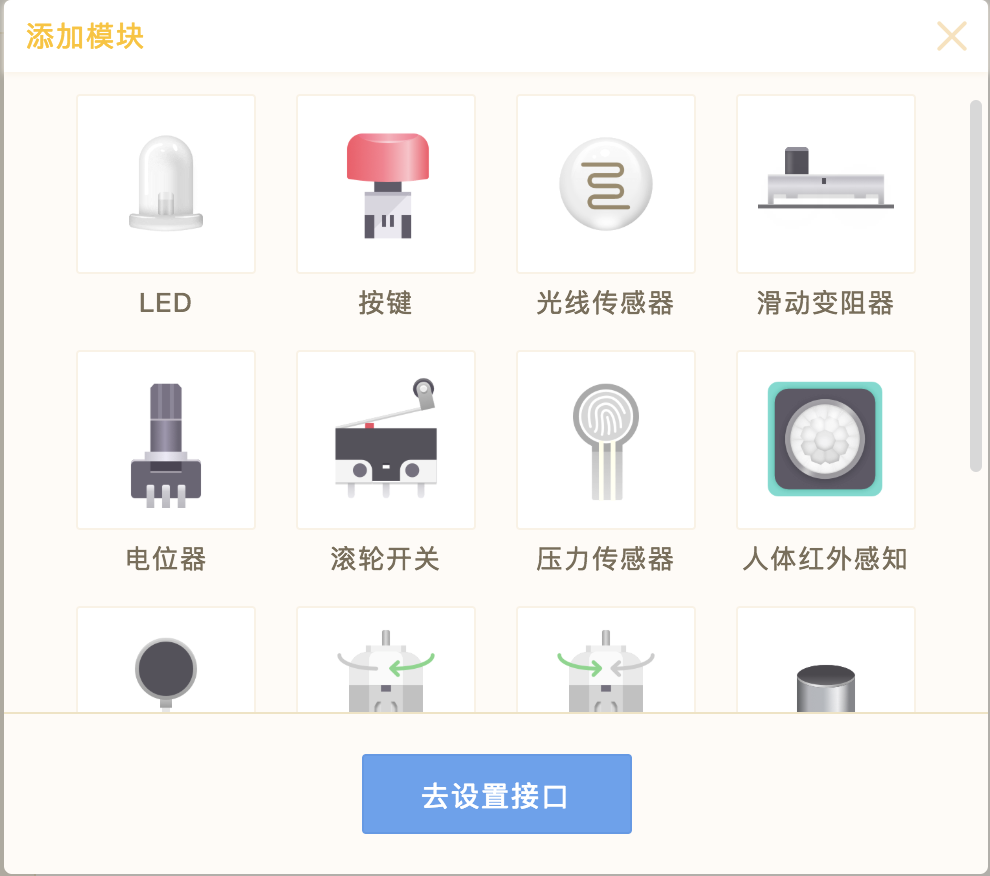 添加模块
LED
按键
光线传感器
滑动变阻器
电位器
滚轮开关
压力传感器
人体红外感知
去设置接口